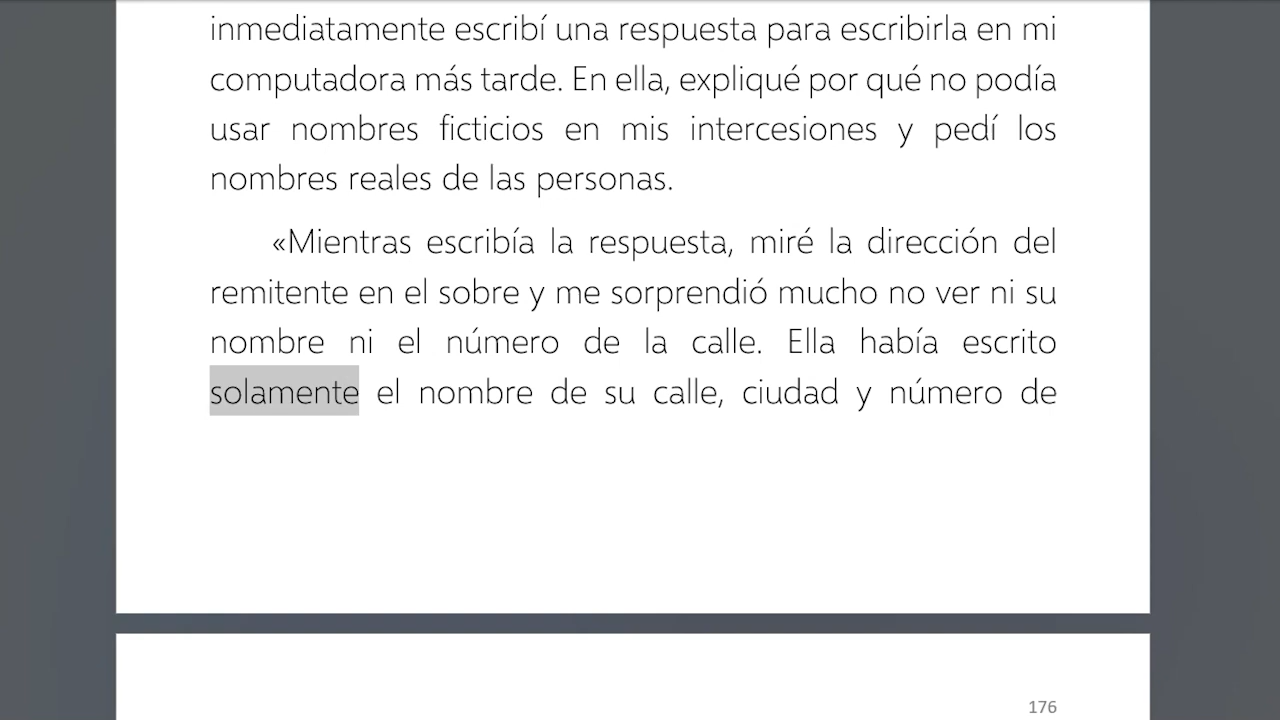 inmediatamente escribí una respuesta para escribirla en mi
computadora más tarde. En ella, expliqué por qué no podía
usar nombres ficticios en mis intercesiones y pedí los
nombres reales de las personas.
«Mientras escribía la respuesta, miré la dirección del
remitente en el sobre y me sorprendió mucho no ver ni su
nombre ni el número de la calle. Ella había escrito
solamente el nombre de su calle, ciudad y número de
176